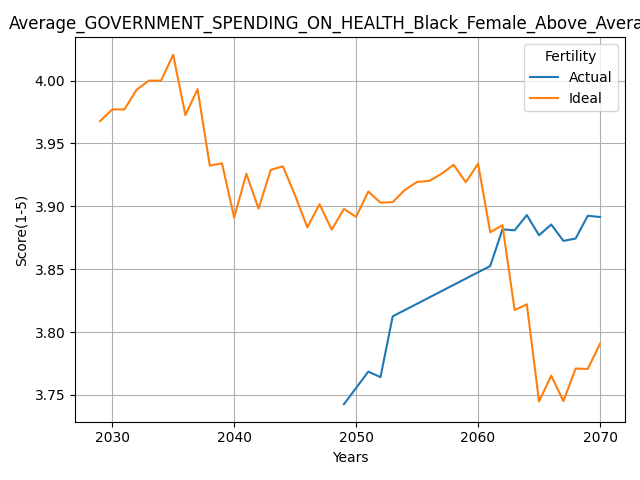 Average_GOVERNMENT_SPENDING_ON_HEALTH_Black_Female_Above_Avera
Fertility
Actual
Ideal
Score(1-5)
4.00
3.95
3.90
3.85
3.80
3.75
2030 2040 2050 2060 2070
Years